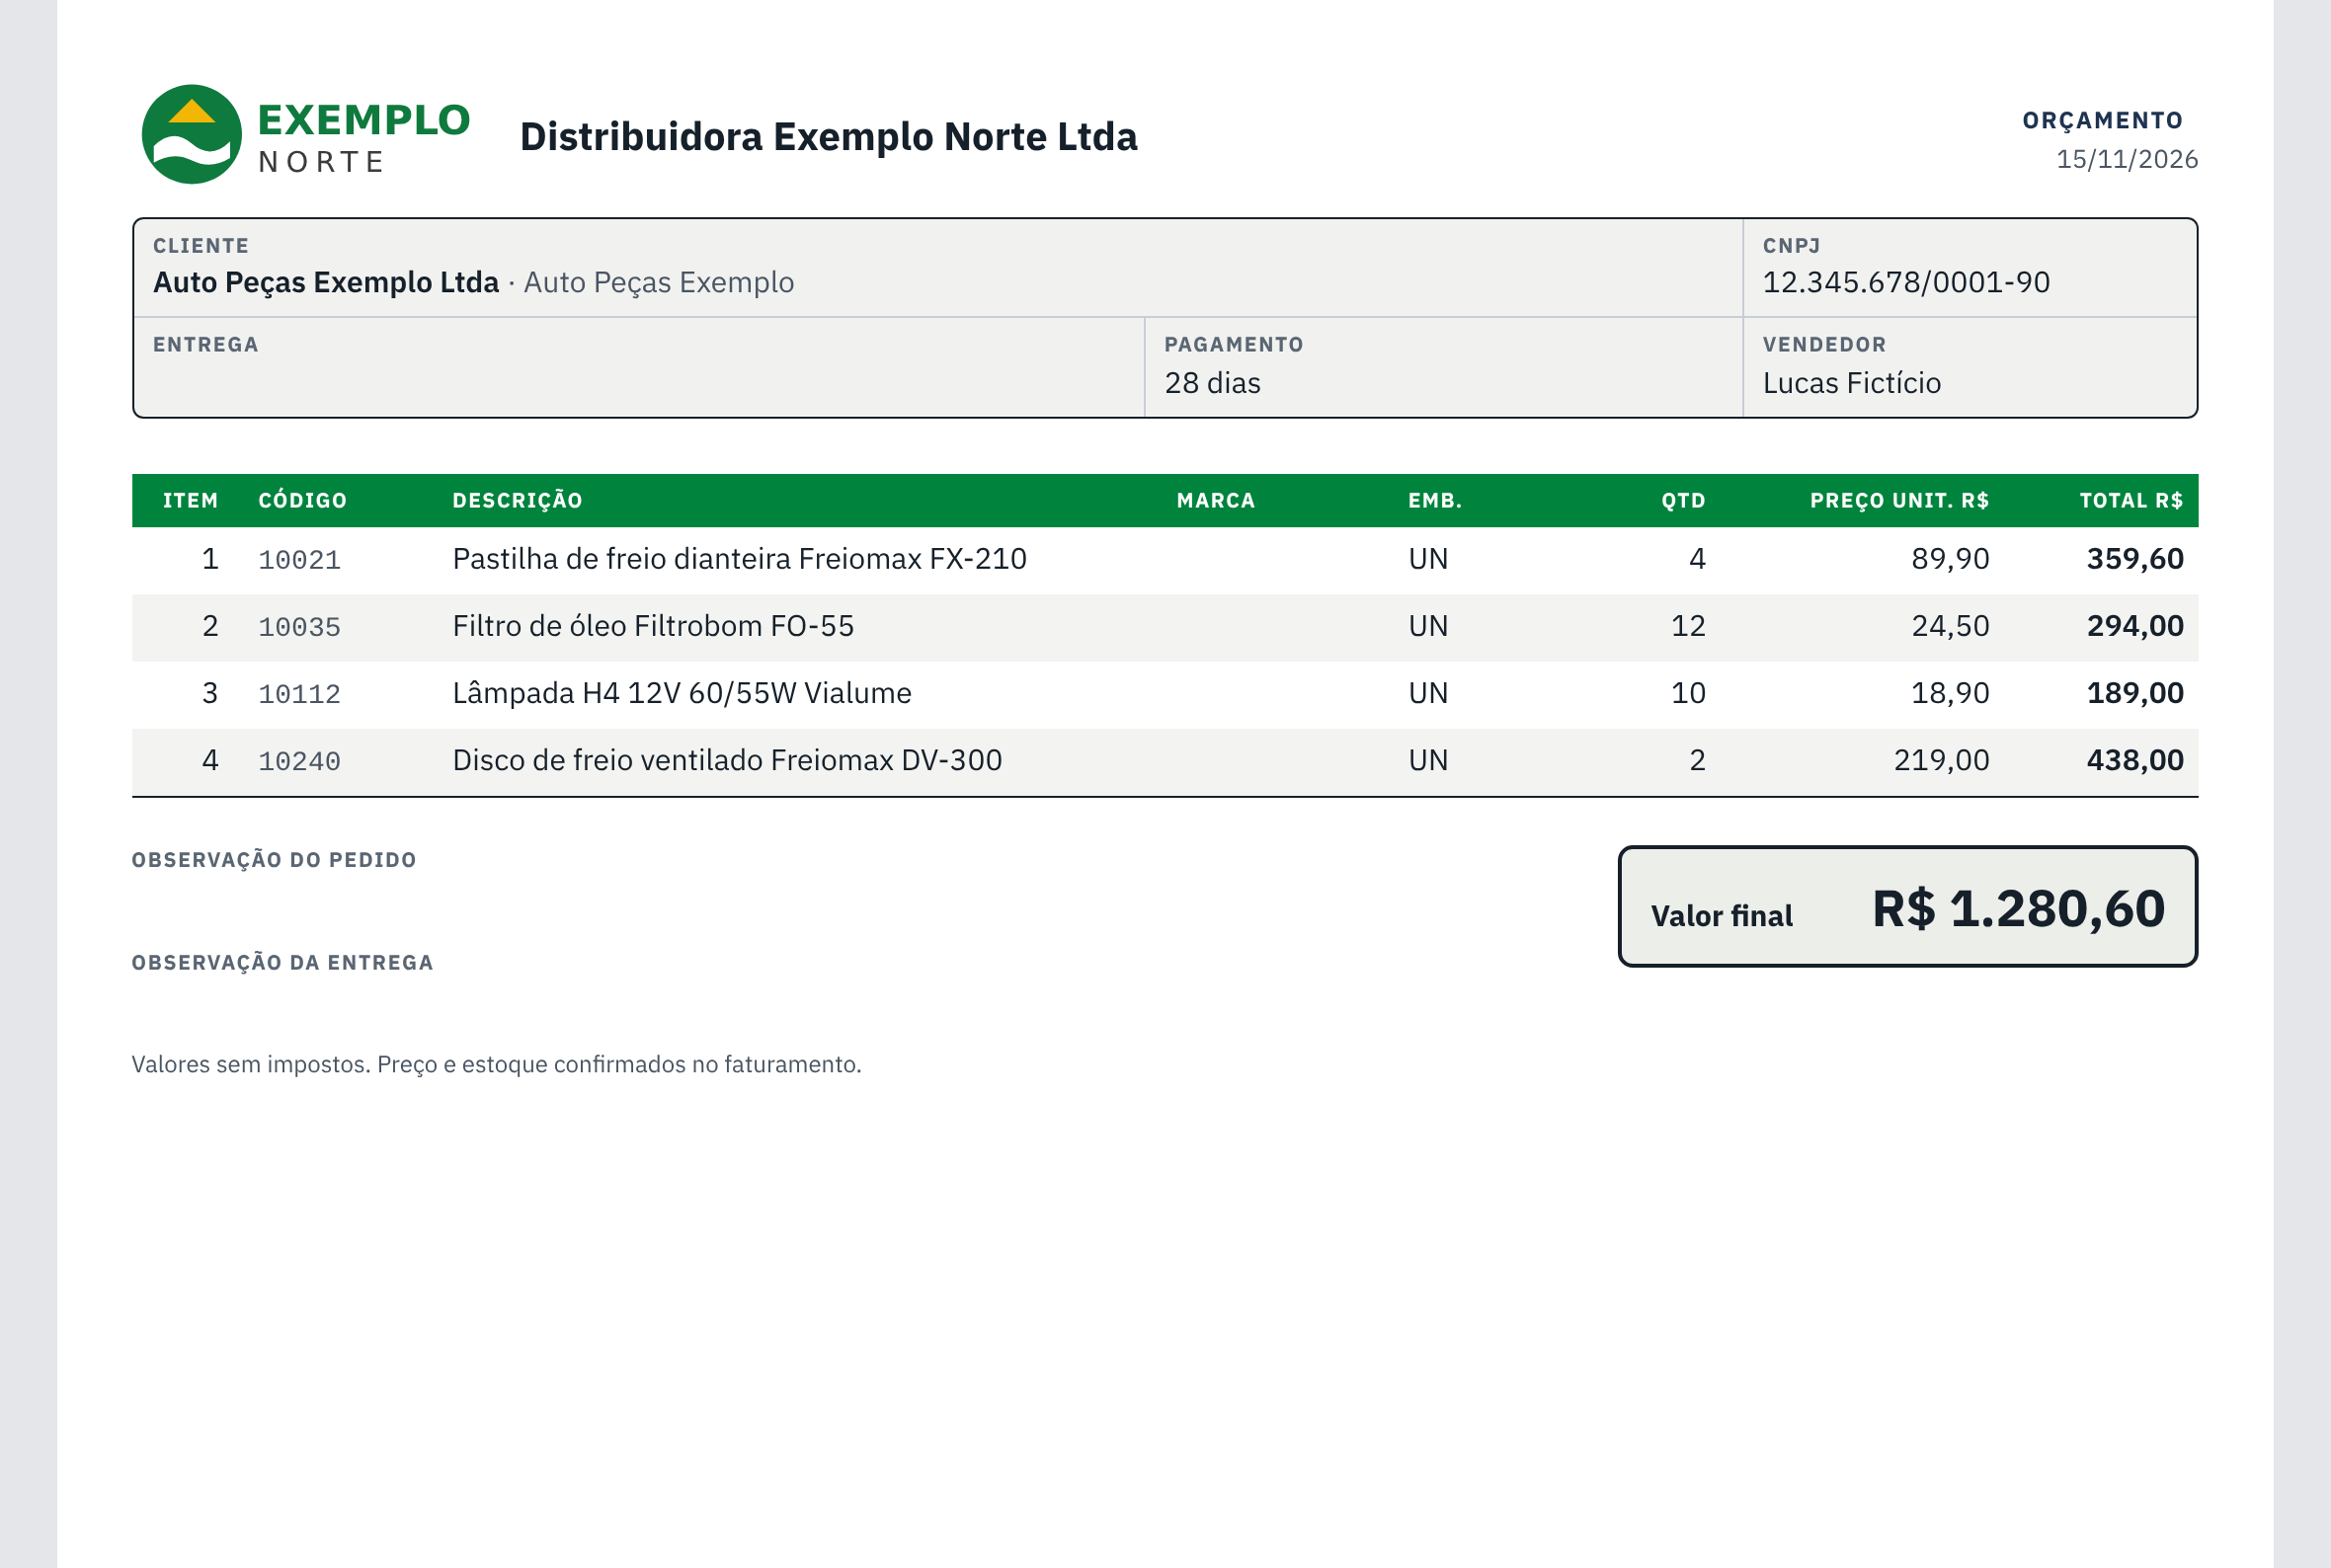 EXEMPLO
NORTE
Distribuidora Exemplo Norte Ltda
ORÇAMENTO
15/11/2026
CLIENTE
Auto Peças Exemplo Ltda · Auto Peças Exemplo
CNPJ
12.345.678/0001-90
ENTREGA
PAGAMENTO
28 dias
VENDEDOR
Lucas Fictício
ITEM CÓDIGO DESCRIÇÃO MARCA EMB. QTD PREÇO UNIT. R$ TOTAL R$
1 10021 Pastilha de freio dianteira Freiomax FX-210 UN 4 89,90 359,60
2 10035 Filtro de óleo Filtrobom FO-55 UN 12 24,50 294,00
3 10112 Lâmpada H4 12V 60/55W Vialume UN 10 18,90 189,00
4 10240 Disco de freio ventilado Freiomax DV-300 UN 2 219,00 438,00
OBSERVAÇÃO DO PEDIDO
Valor final R$ 1.280,60
OBSERVAÇÃO DA ENTREGA
Valores sem impostos. Preço e estoque confirmados no faturamento.